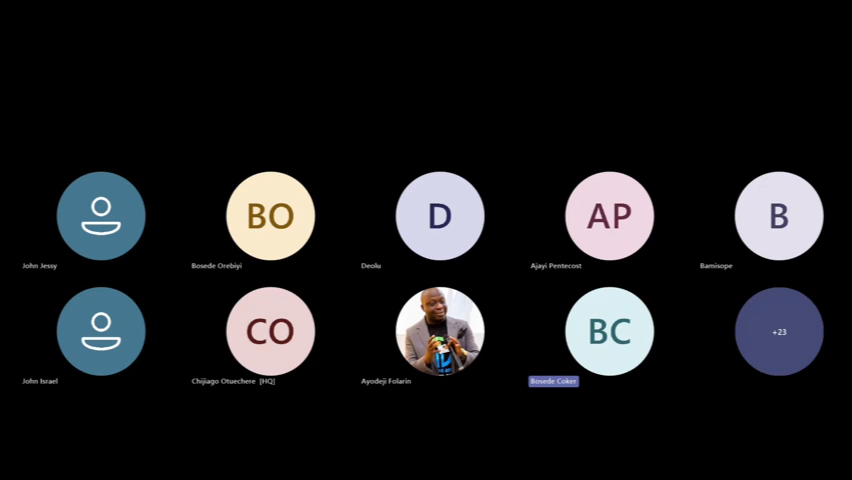 BO
D
AP
B
John Jessy
Bosede Orebiyi
Deolu
Ajayi Pentecost
Bamisope
CO
BC
+23
John Israel
Chijiago Otuechere [HQ]
Ayodeji Folarin
Bosede Coker